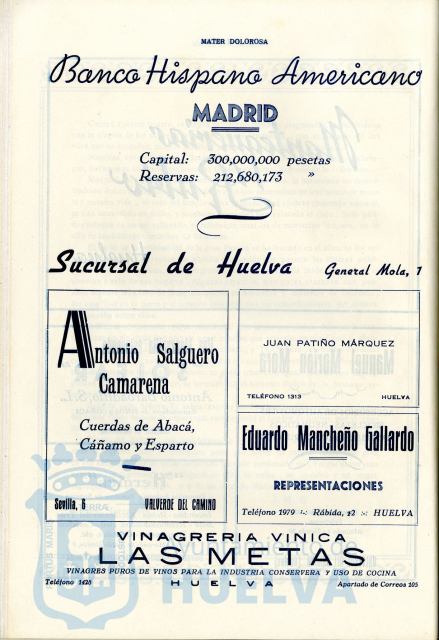 MATER DOLOROSA
Banco Hispano Americano
MADRID
Capital: 300,000,000 pesetas
Reservas: 212,680,173 »
Sucursal de Huelva General Mola, 1
Antonio Salguero
Camarena
Cuerdas de Abacá,
Cáñamo y Esparto
Sevilla, 6 VALVERDE DEL CAMINO
JUAN PATIÑO MÁRQUEZ
TELÉFONO 1313 HUELVA
Eduardo Mancheño Gallardo
REPRESENTACIONES
Teléfono 1979 :-: Rábida, 12 :-: HUELVA
VINAGRERIA VINICA
LAS METAS
VINAGRES PUROS DE VINOS PARA LA INDUSTRIA CONSERVERA Y USO DE COCINA
Teléfono 1428 HUELVA Apartado de Correos 105
HUELVA